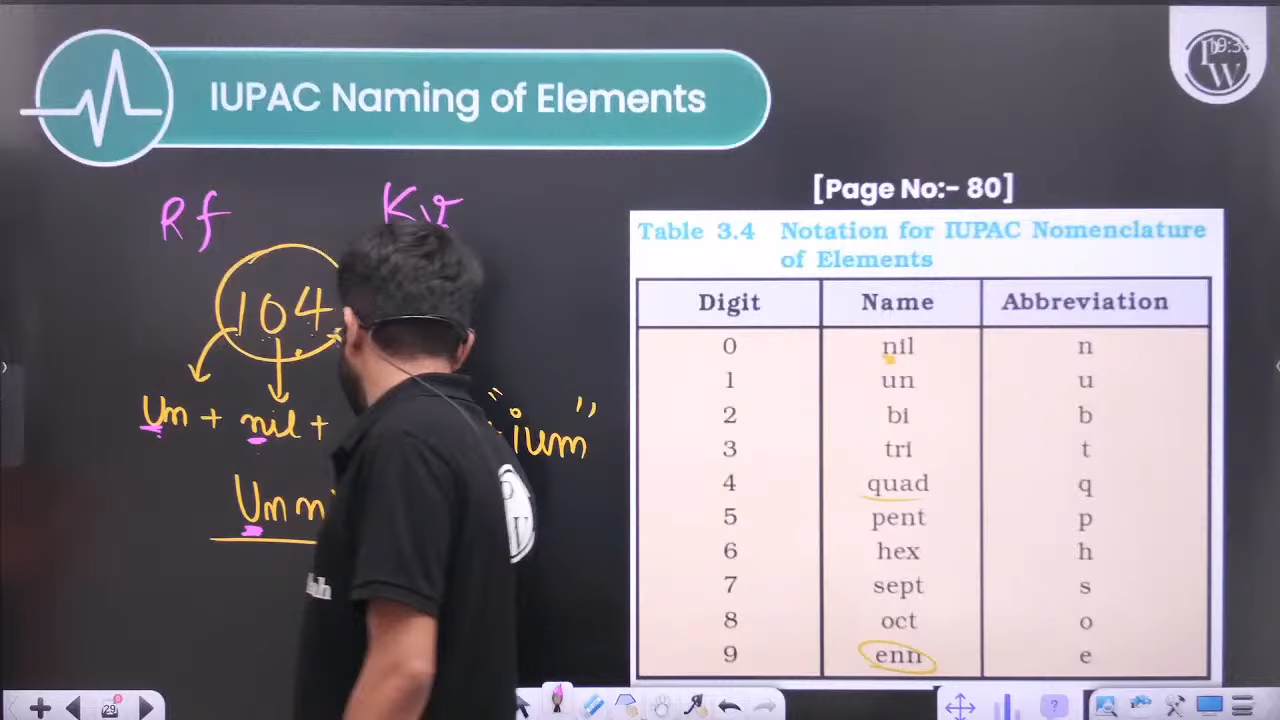 IUPAC Naming of Elements
Rf
104
Un + nil +
"ium"
[Page No:- 80]
Table 3.4 Notation for IUPAC Nomenclature
of Elements
Digit Name Abbreviation
0 nil n
1 un u
2 bi b
3 tri t
4 quad q
5 pent p
6 hex h
7 sept s
8 oct o
9 enn e
29